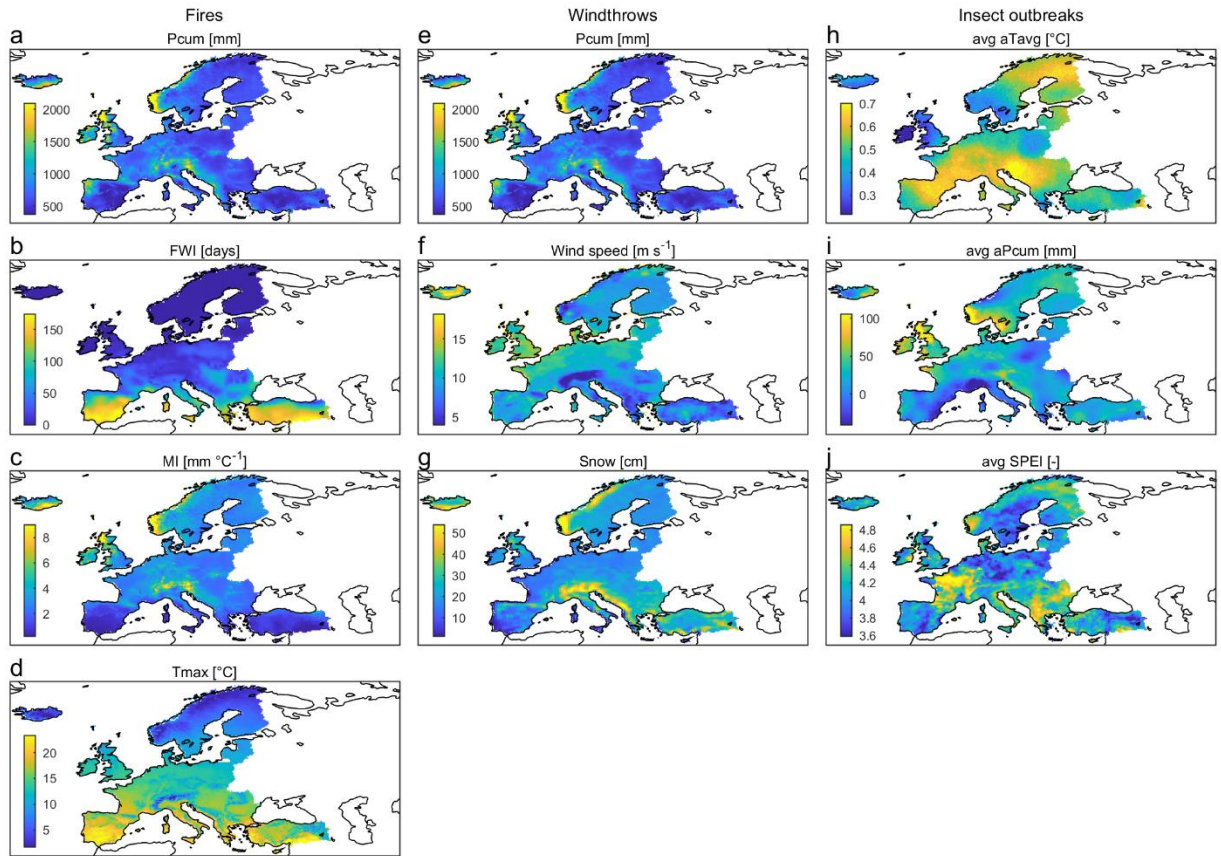 Fires Windthrows Insect outbreaks
a e h
Pcum [mm] Pcum [mm] avg aTavg [°C]
2000 2000 0.7
1500 1500 0.6
1000 1000 0.5
500 500 0.4
0.3
b f i
FWI [days] Wind speed [m s⁻¹] avg aPcum [mm]
150 15 100
100 10 50
50 5 0
0
c g j
MI [mm °C⁻¹] Snow [cm] avg SPEI [-]
8 50 4.8
6 40 4.6
4 30 4.4
2 20 4.2
10 4
3.8
3.6
d
Tmax [°C]
20
15
10
5